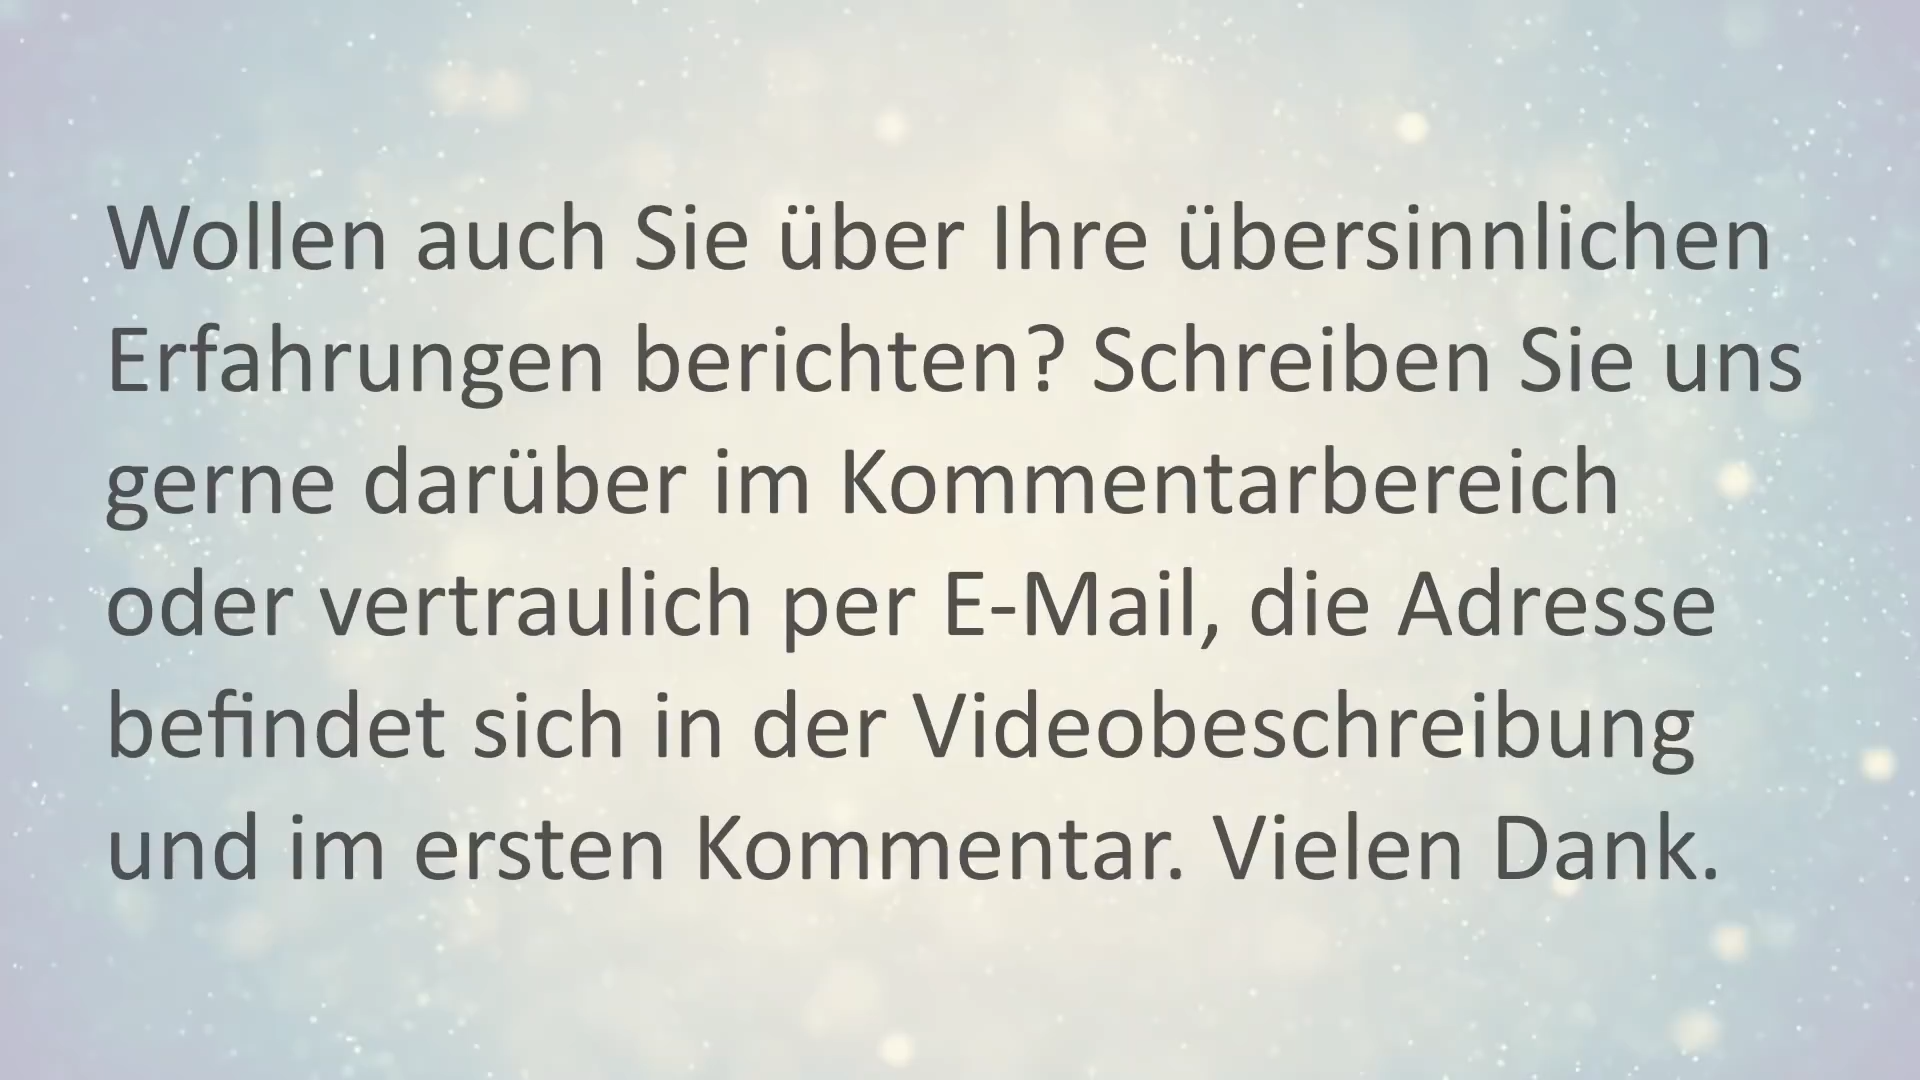 Wollen auch Sie über Ihre übersinnlichen
Erfahrungen berichten? Schreiben Sie uns
gerne darüber im Kommentarbereich
oder vertraulich per E-Mail, die Adresse
befindet sich in der Videobeschreibung
und im ersten Kommentar. Vielen Dank.